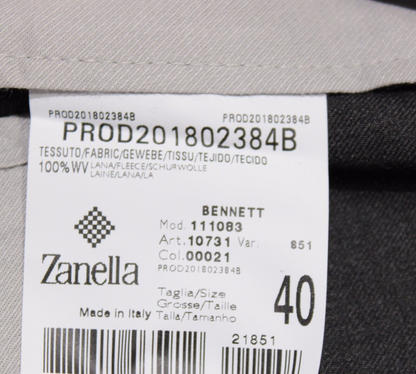 PROD201802384B PROD201802384B
PROD201802384B
TESSUTO/FABRIC/GEWEBE/TISSU/TEJIDO/TECIDO
100%WV LANA/FLEECE/SCHURWOLLE
LAINE/LANA/LA
BENNETT
Mod. 111083
Art. 10731 Var. 851
Col. 00021
PROD201802384B
Zanella
Taglia/Size
Grosse/Taille
Talla/Tamanho
40
Made in Italy
21851